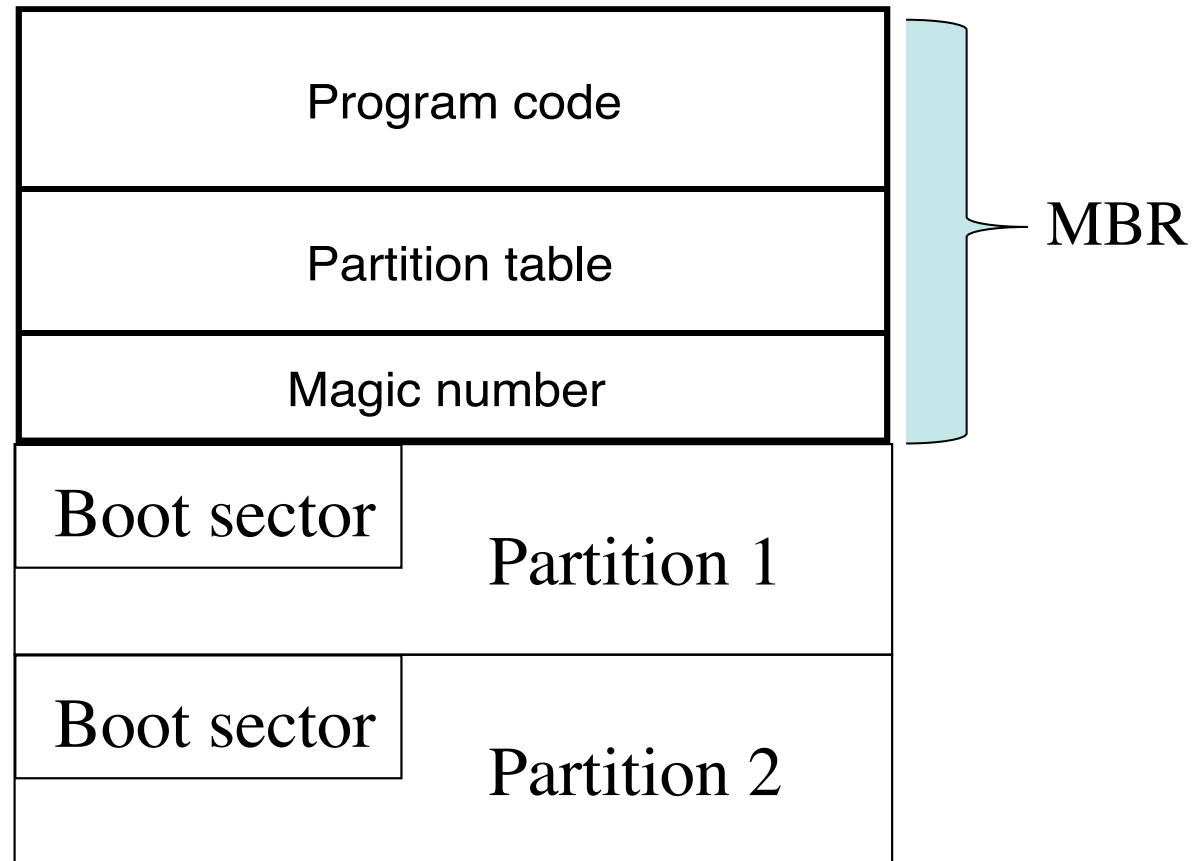 Program code
Partition table
MBR
Magic number
Boot sector
Partition 1
Boot sector
Partition 2